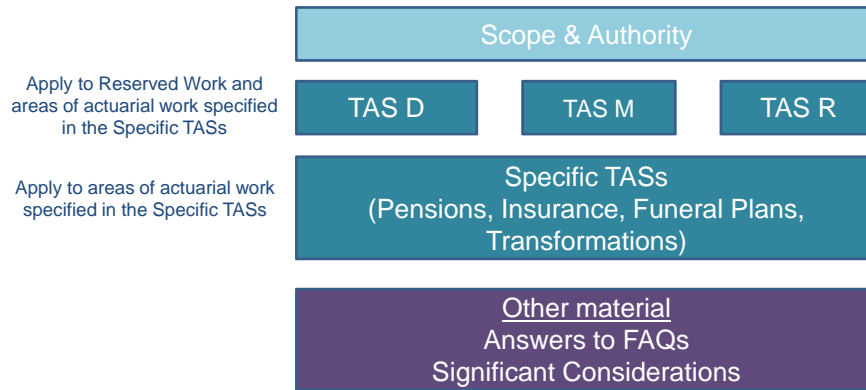 Scope & Authority
Apply to Reserved Work and
areas of actuarial work specified
in the Specific TASs
TAS D
TAS M
TAS R
Apply to areas of actuarial work
specified in the Specific TASs
Specific TASs
(Pensions, Insurance, Funeral Plans,
Transformations)
Other material
Answers to FAQs
Significant Considerations